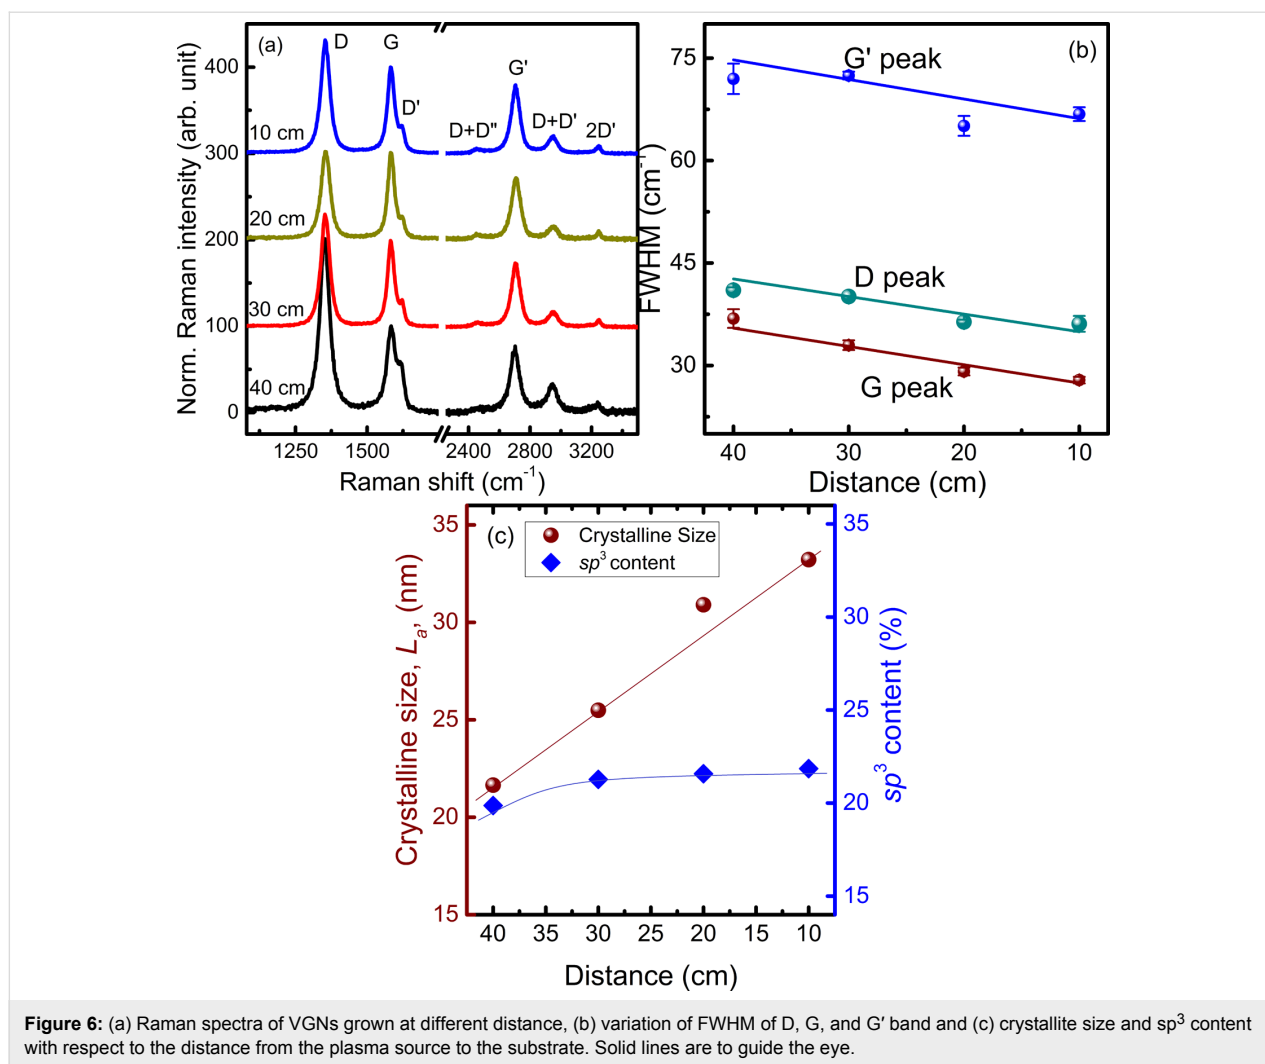 (a)
D
G
D'
G'
D+D"
D+D'
2D'
10 cm
20 cm
30 cm
40 cm
400
300
200
100
0
Norm. Raman intensity (arb. unit)
1250 1500 2400 2800 3200
Raman shift (cm-1)
(b)
G' peak
D peak
G peak
75
60
45
30
FWHM (cm-1)
40 30 20 10
Distance (cm)
(c)
Crystalline Size
sp3 content
35
30
25
20
15
Crystalline size, La, (nm)
35
30
25
20
15
sp3 content (%)
40 35 30 25 20 15 10
Distance (cm)
Figure 6: (a) Raman spectra of VGNs grown at different distance, (b) variation of FWHM of D, G, and G′ band and (c) crystallite size and sp3 content
with respect to the distance from the plasma source to the substrate. Solid lines are to guide the eye.